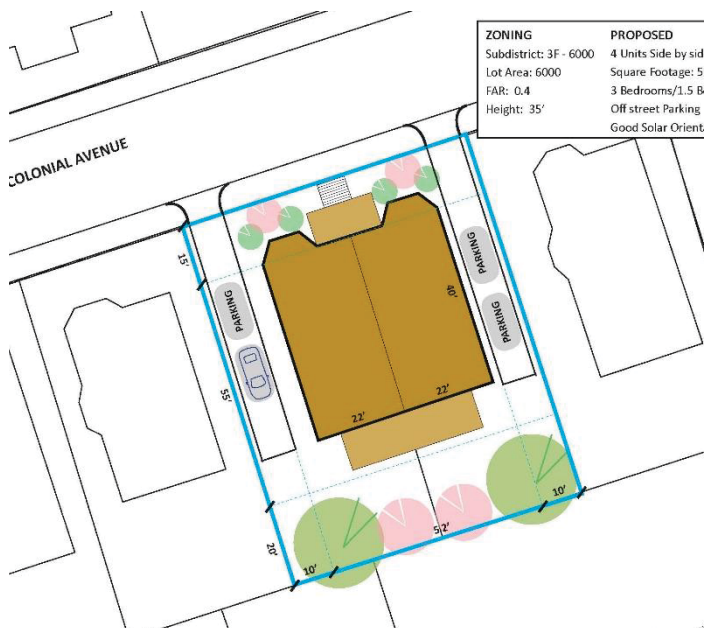 ZONING
Subdistrict: 3F - 6000
Lot Area: 6000
FAR: 0.4
Height: 35'
PROPOSED
4 Units Side by sid
Square Footage: 5
3 Bedrooms/1.5 B
Off street Parking
Good Solar Orient
COLONIAL AVENUE
15'
PARKING
PARKING
40'
PARKING
55'
22'
22'
20'
10'
52'
10'